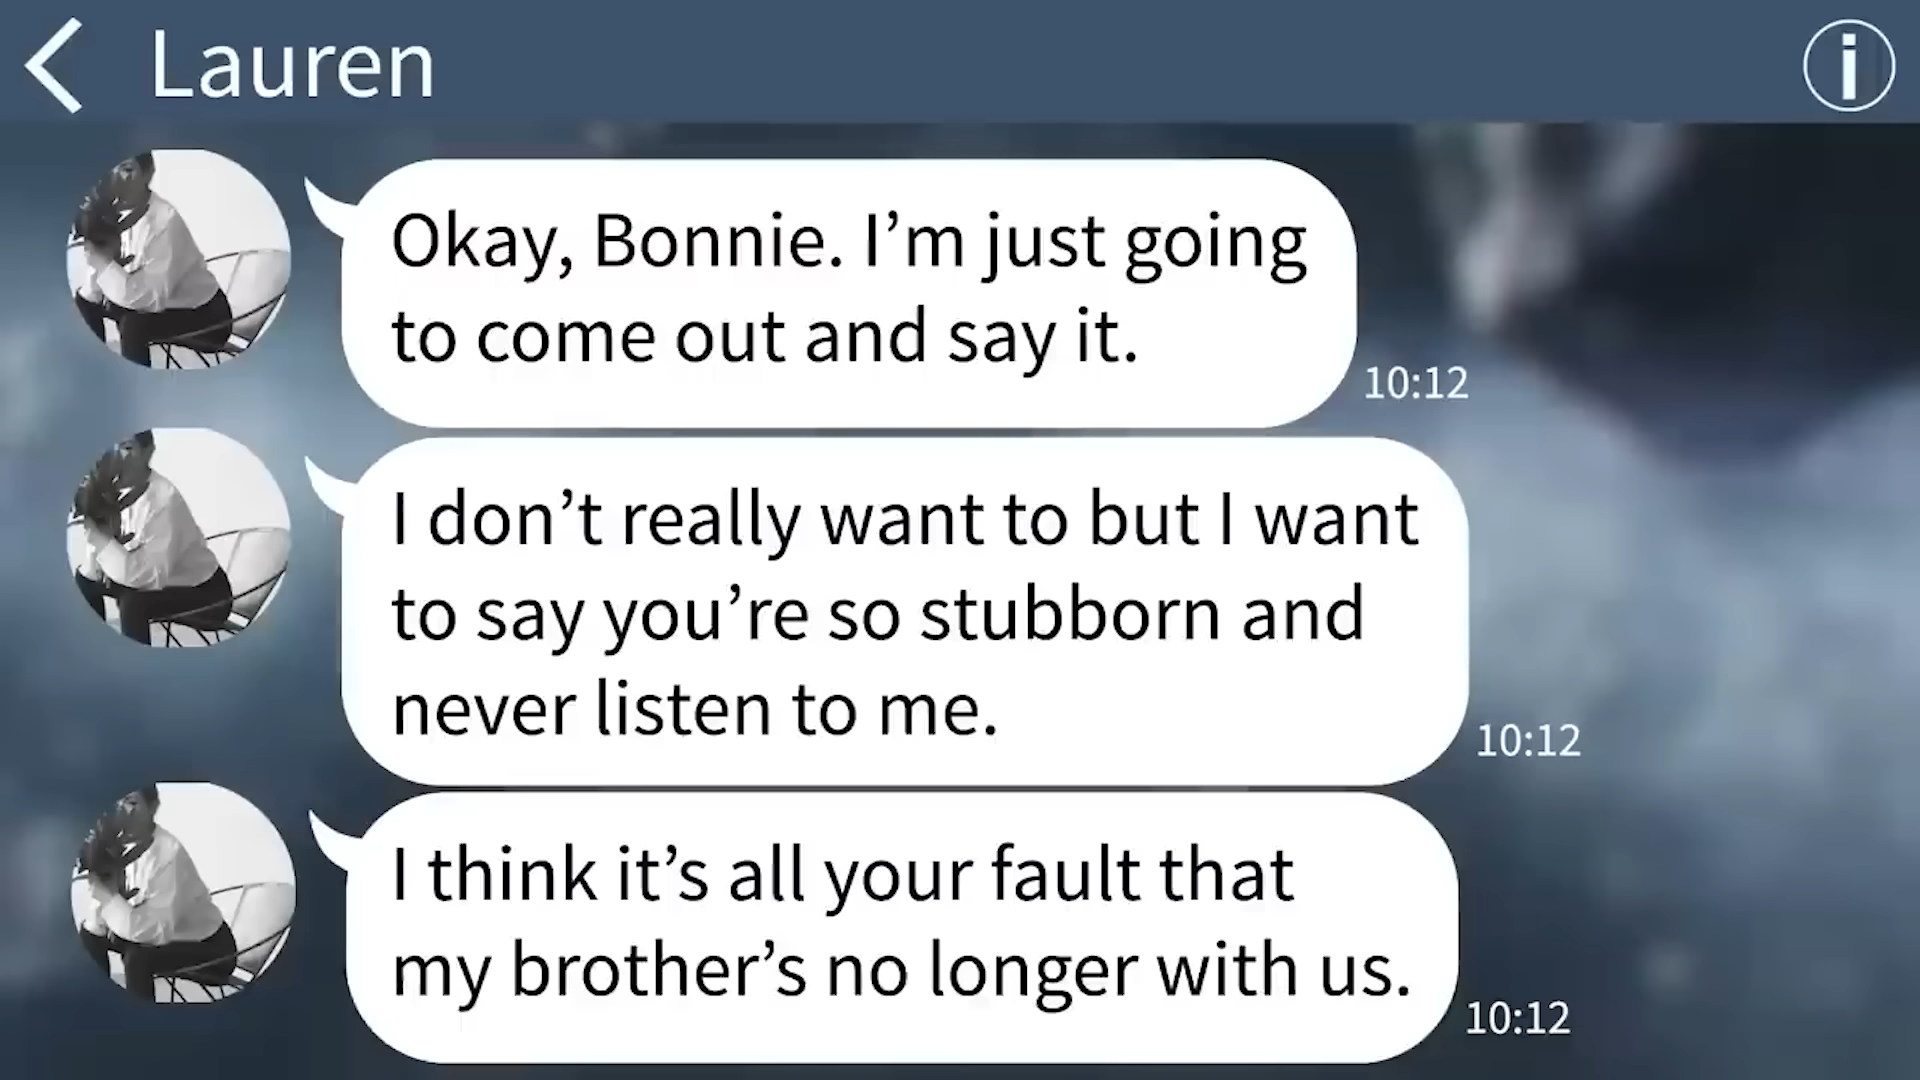 Lauren
Okay, Bonnie. I’m just going
to come out and say it.
10:12
I don’t really want to but I want
to say you’re so stubborn and
never listen to me.
10:12
I think it’s all your fault that
my brother’s no longer with us.
10:12